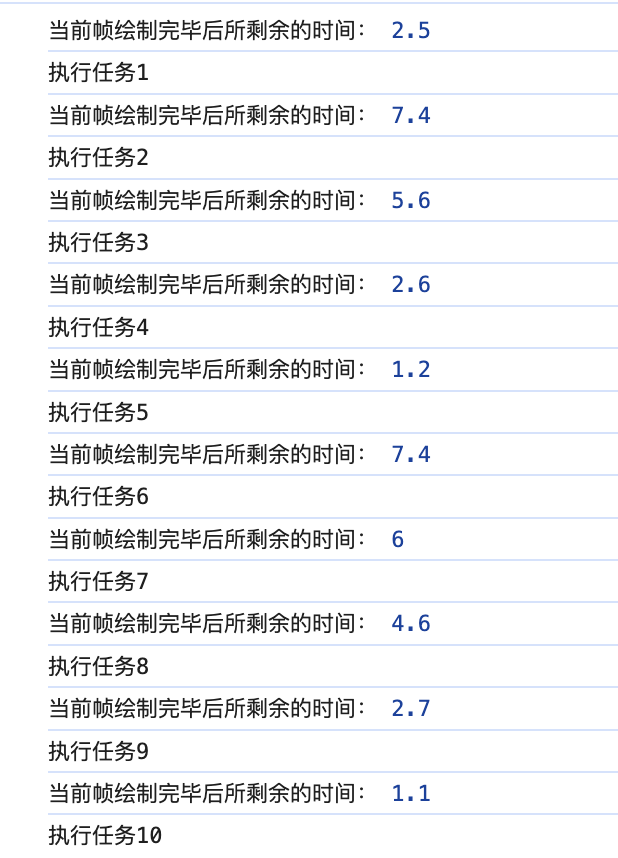 当前帧绘制完毕后所剩余的时间： 2.5
执行任务1
当前帧绘制完毕后所剩余的时间： 7.4
执行任务2
当前帧绘制完毕后所剩余的时间： 5.6
执行任务3
当前帧绘制完毕后所剩余的时间： 2.6
执行任务4
当前帧绘制完毕后所剩余的时间： 1.2
执行任务5
当前帧绘制完毕后所剩余的时间： 7.4
执行任务6
当前帧绘制完毕后所剩余的时间： 6
执行任务7
当前帧绘制完毕后所剩余的时间： 4.6
执行任务8
当前帧绘制完毕后所剩余的时间： 2.7
执行任务9
当前帧绘制完毕后所剩余的时间： 1.1
执行任务10